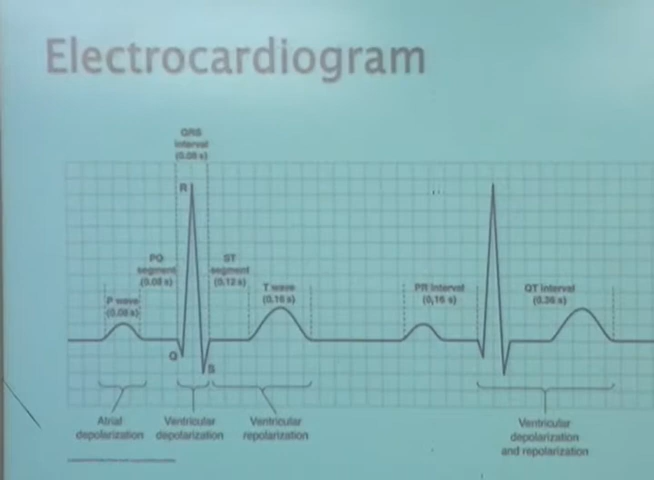 Electrocardiogram
QRS
interval
(0.08 s)
R
PQ
segment
(0.08 s)
ST
segment
(0.12 s)
P wave
(0.08 s)
T wave
(0.16 s)
PR interval
(0.16 s)
QT interval
(0.36 s)
Q
S
Atrial
depolarization
Ventricular
depolarization
Ventricular
repolarization
Ventricular
depolarization
and repolarization